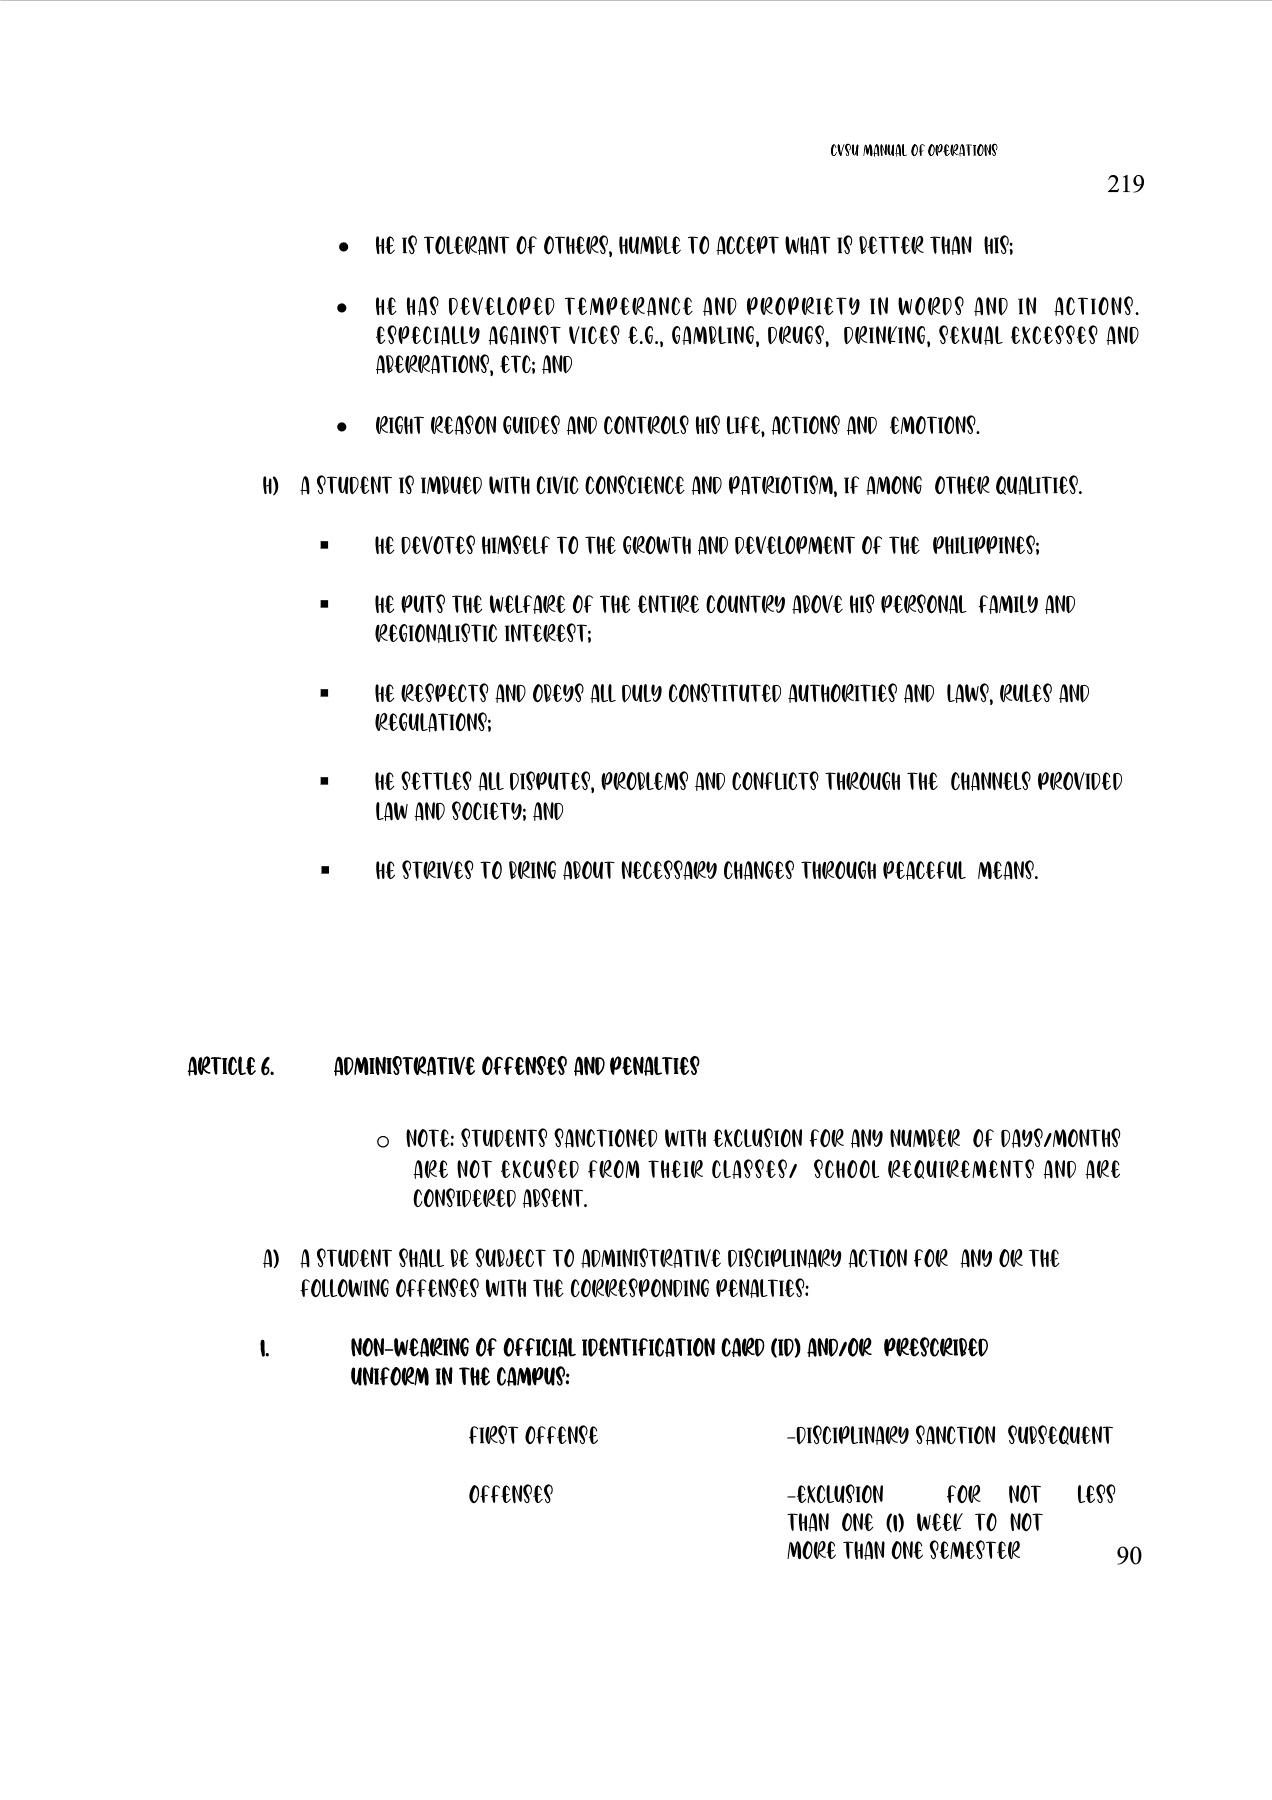 CVSU MANUAL OF OPERATIONS
219
● HE IS TOLERANT OF OTHERS, HUMBLE TO ACCEPT WHAT IS BETTER THAN HIS;
● HE HAS DEVELOPED TEMPERANCE AND PROPRIETY IN WORDS AND IN ACTIONS.
ESPECIALLY AGAINST VICES E.G., GAMBLING, DRUGS, DRINKING, SEXUAL EXCESSES AND
ABERRATIONS, ETC; AND
● RIGHT REASON GUIDES AND CONTROLS HIS LIFE, ACTIONS AND EMOTIONS.
H) A STUDENT IS IMBUED WITH CIVIC CONSCIENCE AND PATRIOTISM, IF AMONG OTHER QUALITIES.
▪ HE DEVOTES HIMSELF TO THE GROWTH AND DEVELOPMENT OF THE PHILIPPINES;
▪ HE PUTS THE WELFARE OF THE ENTIRE COUNTRY ABOVE HIS PERSONAL FAMILY AND
REGIONALISTIC INTEREST;
▪ HE RESPECTS AND OBEYS ALL DULY CONSTITUTED AUTHORITIES AND LAWS, RULES AND
REGULATIONS;
▪ HE SETTLES ALL DISPUTES, PROBLEMS AND CONFLICTS THROUGH THE CHANNELS PROVIDED
LAW AND SOCIETY; AND
▪ HE STRIVES TO BRING ABOUT NECESSARY CHANGES THROUGH PEACEFUL MEANS.
ARTICLE 6. ADMINISTRATIVE OFFENSES AND PENALTIES
○ NOTE: STUDENTS SANCTIONED WITH EXCLUSION FOR ANY NUMBER OF DAYS/MONTHS
ARE NOT EXCUSED FROM THEIR CLASSES/ SCHOOL REQUIREMENTS AND ARE
CONSIDERED ABSENT.
A) A STUDENT SHALL BE SUBJECT TO ADMINISTRATIVE DISCIPLINARY ACTION FOR ANY OR THE
FOLLOWING OFFENSES WITH THE CORRESPONDING PENALTIES:
1. NON-WEARING OF OFFICIAL IDENTIFICATION CARD (ID) AND/OR PRESCRIBED
UNIFORM IN THE CAMPUS:
FIRST OFFENSE -DISCIPLINARY SANCTION SUBSEQUENT
OFFENSES -EXCLUSION FOR NOT LESS
THAN ONE (1) WEEK TO NOT
MORE THAN ONE SEMESTER
90